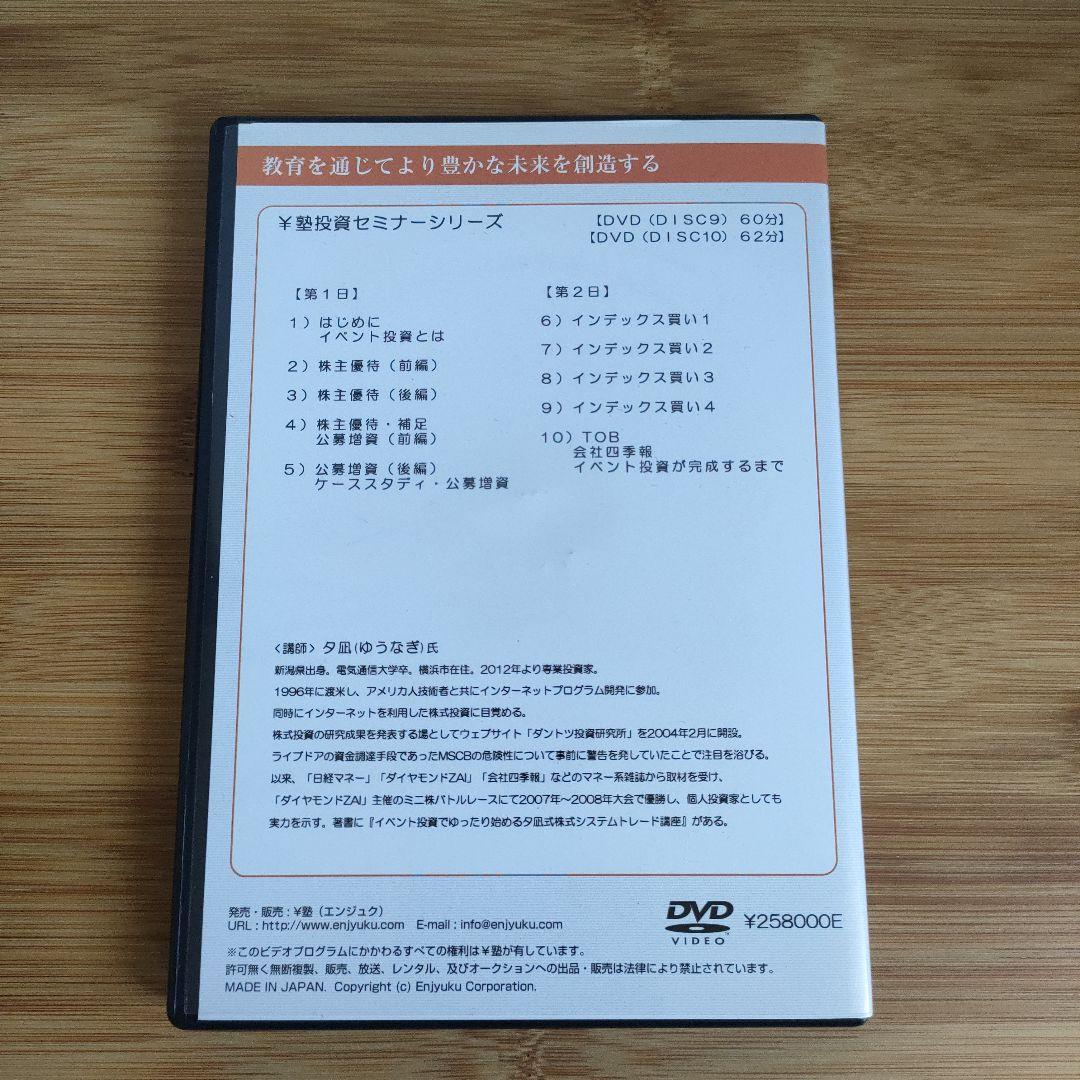 教育を通じてより豊かな未来を創造する
￥塾投資セミナーシリーズ
【DVD（DISC9） 60分】
【DVD（DISC10） 62分】
【第１日】
１）はじめに
イベント投資とは
２）株主優待（前編）
３）株主優待（後編）
４）株主優待・補足
公募増資（前編）
５）公募増資（後編）
ケーススタディ・公募増資
【第２日】
６）インデックス買い１
７）インデックス買い２
８）インデックス買い３
９）インデックス買い４
10）TOB
会社四季報
イベント投資が完成するまで
＜講師＞ 夕凪(ゆうなぎ)氏
新潟県出身。電気通信大学卒。横浜市在住。2012年より専業投資家。
1996年に渡米し、アメリカ人技術者と共にインターネットプログラム開発に参加。
同時にインターネットを利用した株式投資に目覚める。
株式投資の研究成果を発表する場としてウェブサイト「ダントツ投資研究所」を2004年2月に開設。
ライブドアの資金調達手段であったMSCBの危険性について事前に警告を発していたことで注目を浴びる。
以来、「日経マネー」「ダイヤモンドZAI」「会社四季報」などのマネー系雑誌から取材を受け、
「ダイヤモンドZAI」主催のミニ株バトルレースにて2007年～2008年大会で優勝し、個人投資家としても
実力を示す。著書に『イベント投資でゆったり始める夕凪式株式システムトレード講座』がある。
発売・販売：￥塾（エンジュク）
URL : http://www.enjyuku.com E-mail : info@enjyuku.com
DVD
VIDEO
¥258000E
※このビデオプログラムにかかわるすべての権利は￥塾が有しています。
許可無く無断複製、販売、放送、レンタル、及びオークションへの出品・販売は法律により禁止されています。
MADE IN JAPAN. Copyright (c) Enjyuku Corporation.